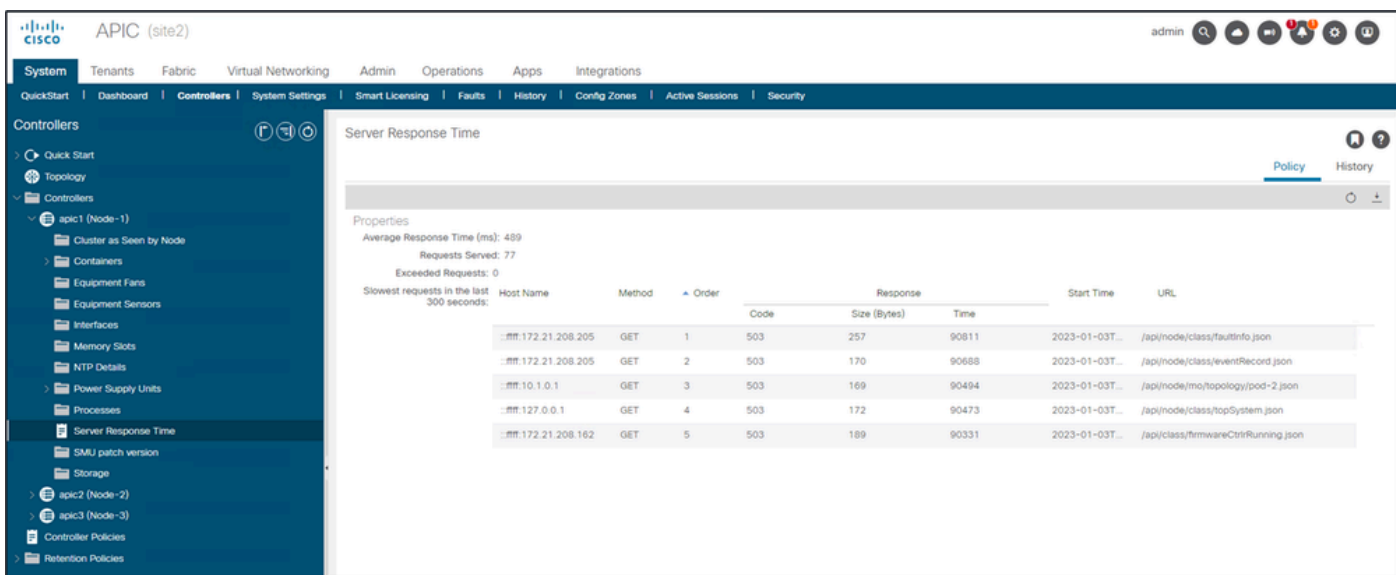 CISCO
APIC (site2)
admin
1
1
System Tenants Fabric Virtual Networking Admin Operations Apps Integrations
QuickStart | Dashboard | Controllers | System Settings | Smart Licensing | Faults | History | Config Zones | Active Sessions | Security
Controllers
Quick Start
Topology
Controllers
apic1 (Node-1)
Cluster as Seen by Node
Containers
Equipment Fans
Equipment Sensors
Interfaces
Memory Slots
NTP Details
Power Supply Units
Processes
Server Response Time
SMU patch version
Storage
apic2 (Node-2)
apic3 (Node-3)
Controller Policies
Retention Policies
Server Response Time
Policy History
Properties
Average Response Time (ms): 489
Requests Served: 77
Exceeded Requests: 0
Slowest requests in the last
300 seconds:
Host Name Method Order Response Start Time URL
Code Size (Bytes) Time
::ffff:172.21.208.205 GET 1 503 257 90811 2023-01-03T... /api/node/class/faultInfo.json
::ffff:172.21.208.205 GET 2 503 170 90688 2023-01-03T... /api/node/class/eventRecord.json
::ffff:10.1.0.1 GET 3 503 169 90494 2023-01-03T... /api/node/mo/topology/pod-2.json
::ffff:127.0.0.1 GET 4 503 172 90473 2023-01-03T... /api/node/class/topSystem.json
::ffff:172.21.208.162 GET 5 503 189 90331 2023-01-03T... /api/class/firmwareCtrlrRunning.json